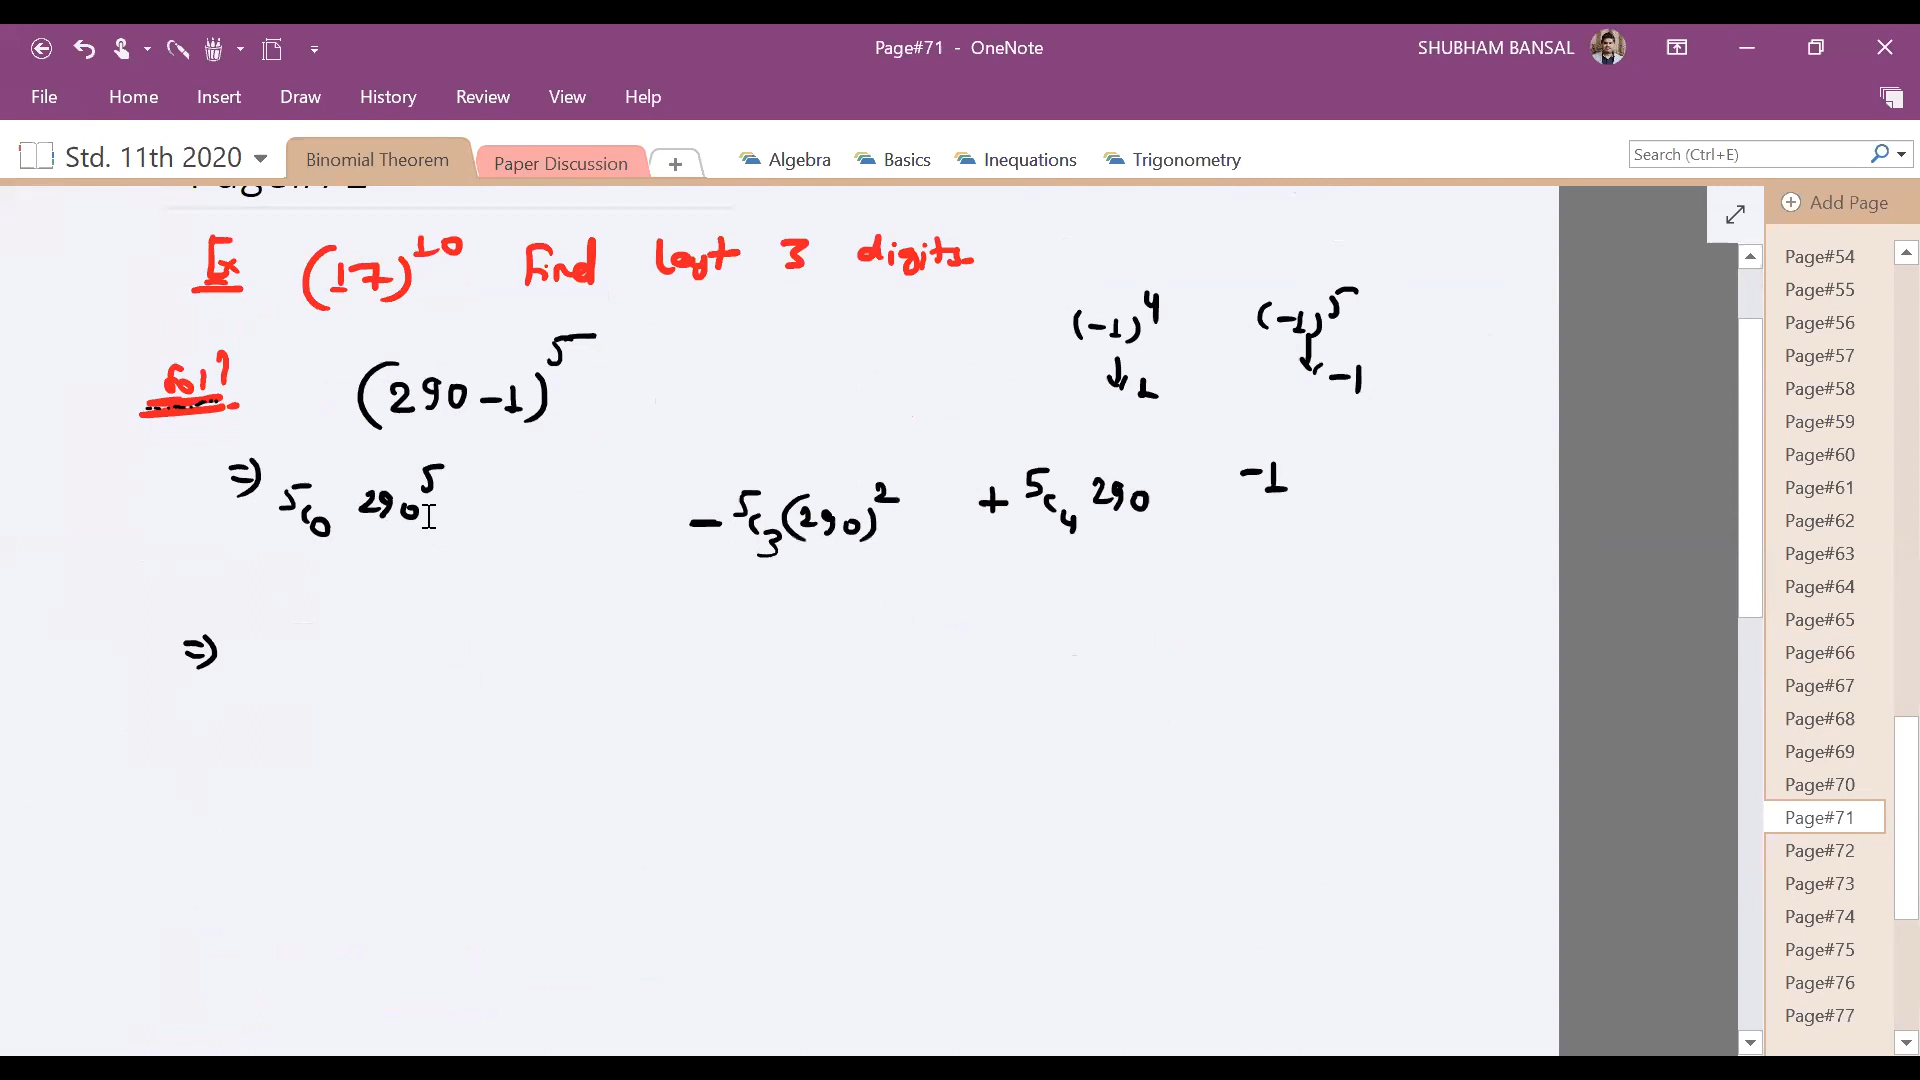 Page#71 - OneNote
SHUBHAM BANSAL
File Home Insert Draw History Review View Help
Std. 11th 2020 Binomial Theorem Paper Discussion + Algebra Basics Inequations Trigonometry
Search (Ctrl+E)
Add Page
Ex (17)^10 Find last 3 digits
Sol^n
(290-1)^5
(-1)^4 ↓ 1
(-1)^5 ↓ -1
=> ⁵C₀ 290^5 - ⁵C₃(290)^2 + ⁵C₄ 290 -1
=>
Page#54
Page#55
Page#56
Page#57
Page#58
Page#59
Page#60
Page#61
Page#62
Page#63
Page#64
Page#65
Page#66
Page#67
Page#68
Page#69
Page#70
Page#71
Page#72
Page#73
Page#74
Page#75
Page#76
Page#77